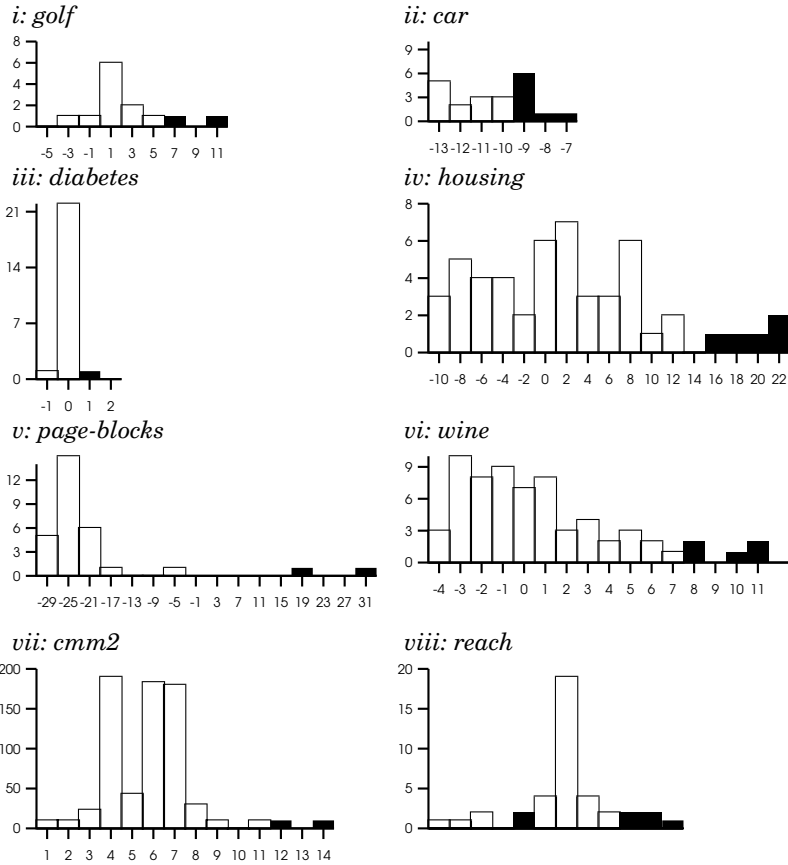 i: golf
8
6
4
2
0
-5 -3 -1 1 3 5 7 9 11
ii: car
9
6
3
0
-13 -12 -11 -10 -9 -8 -7
iii: diabetes
21
14
7
0
-1 0 1 2
iv: housing
8
6
4
2
0
-10 -8 -6 -4 -2 0 2 4 6 8 10 12 14 16 18 20 22
v: page-blocks
12
9
6
3
0
-29 -25 -21 -17 -13 -9 -5 -1 3 7 11 15 19 23 27 31
vi: wine
9
6
3
0
-4 -3 -2 -1 0 1 2 3 4 5 6 7 8 9 10 11
vii: cmm2
200
150
100
50
0
1 2 3 4 5 6 7 8 9 10 11 12 13 14
viii: reach
20
15
10
5
0